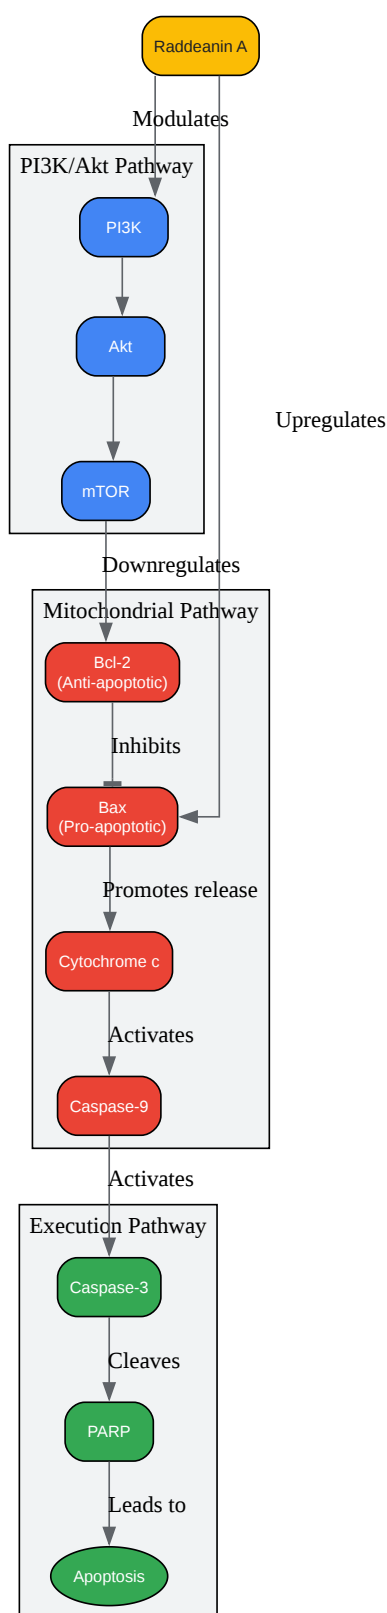 Raddeanin A
Modulates
PI3K/Akt Pathway
PI3K
Akt
Upregulates
mTOR
Downregulates
Mitochondrial Pathway
Bcl-2
(Anti-apoptotic)
Inhibits
Bax
(Pro-apoptotic)
Promotes release
Cytochrome c
Activates
Caspase-9
Activates
Execution Pathway
Caspase-3
Cleaves
PARP
Leads to
Apoptosis